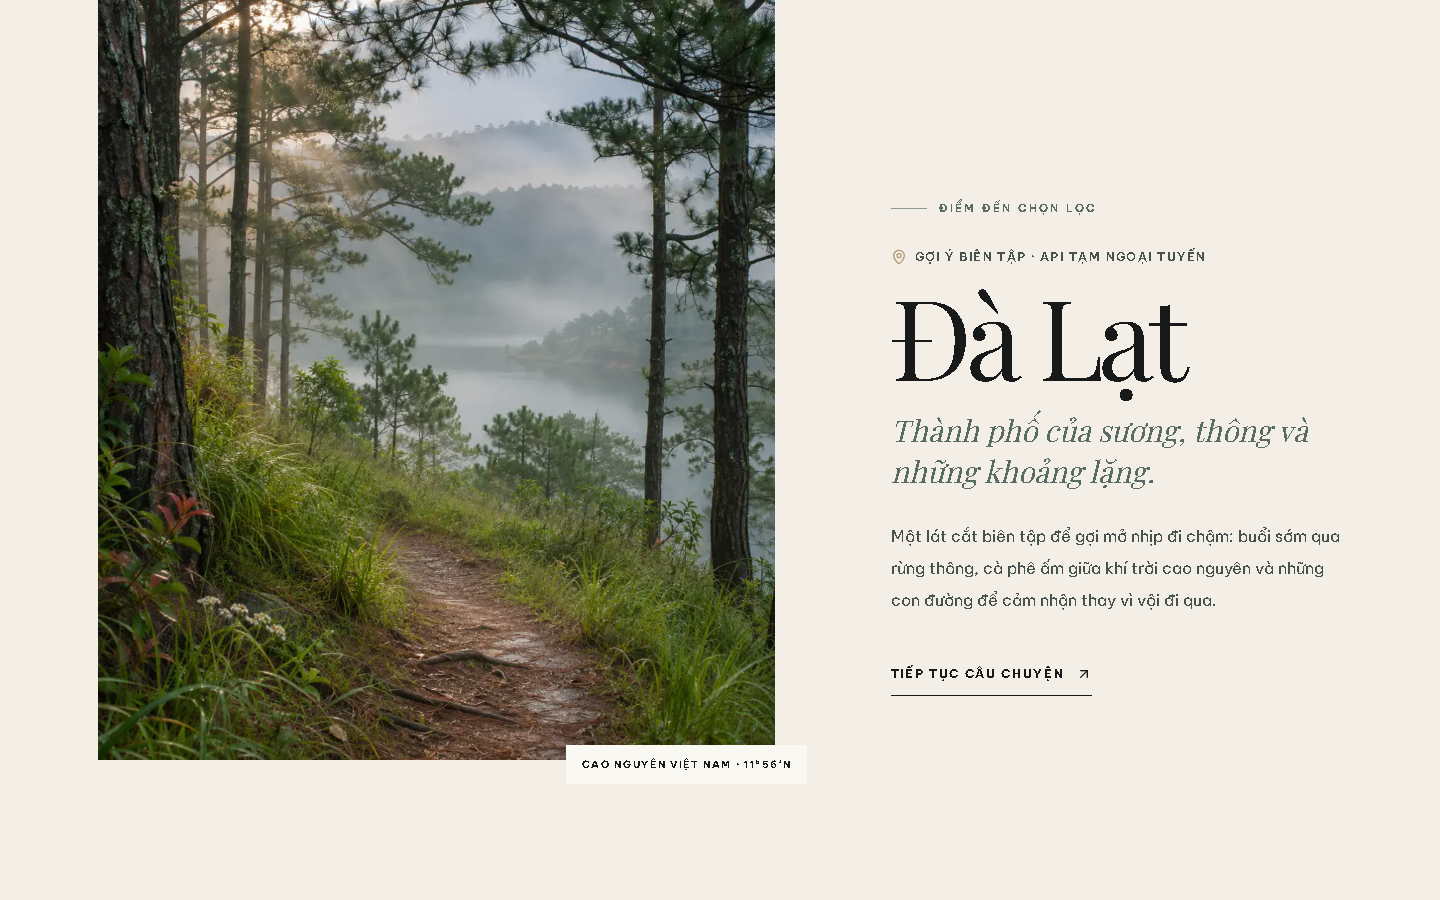 ĐIỂM ĐẾN CHỌN LỌC
GỢI Ý BIÊN TẬP · API TẠM NGOẠI TUYẾN
Đà Lạt
Thành phố của sương, thông và
những khoảng lặng.
Một lát cắt biên tập để gợi mở nhịp đi chậm: buổi sớm qua
rừng thông, cà phê ấm giữa khí trời cao nguyên và những
con đường để cảm nhận thay vì vội đi qua.
TIẾP TỤC CÂU CHUYỆN
CAO NGUYÊN VIỆT NAM · 11°56′N